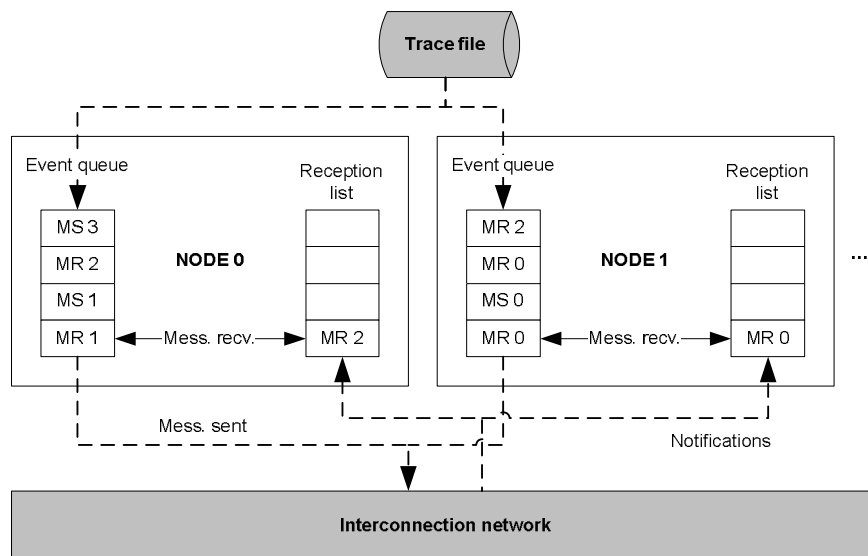 Trace file
Event queue
Reception
list
Event queue
Reception
list
MS 3
MR 2
MS 1
MR 1
NODE 0
Mess. recv.
MR 2
MR 2
MR 0
MS 0
MR 0
NODE 1
Mess. recv.
MR 0
...
Mess. sent
Notifications
Interconnection network